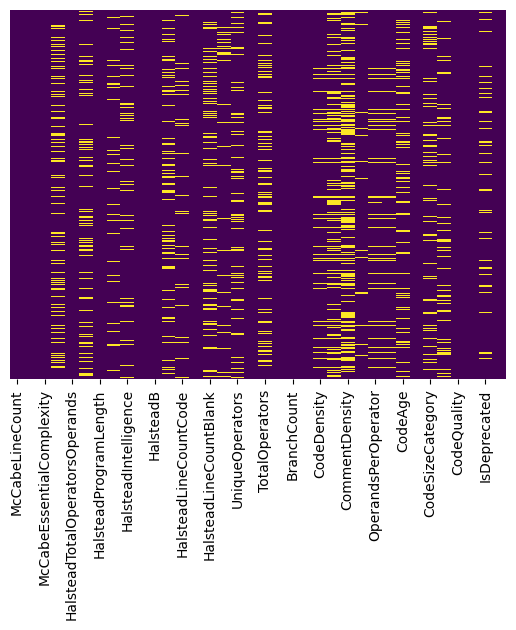 McCabeLineCount
McCabeEssentialComplexity
HalsteadTotalOperatorsOperands
HalsteadProgramLength
HalsteadIntelligence
HalsteadB
HalsteadLineCountCode
HalsteadLineCountBlank
UniqueOperators
TotalOperators
BranchCount
CodeDensity
CommentDensity
OperandsPerOperator
CodeAge
CodeSizeCategory
CodeQuality
IsDeprecated